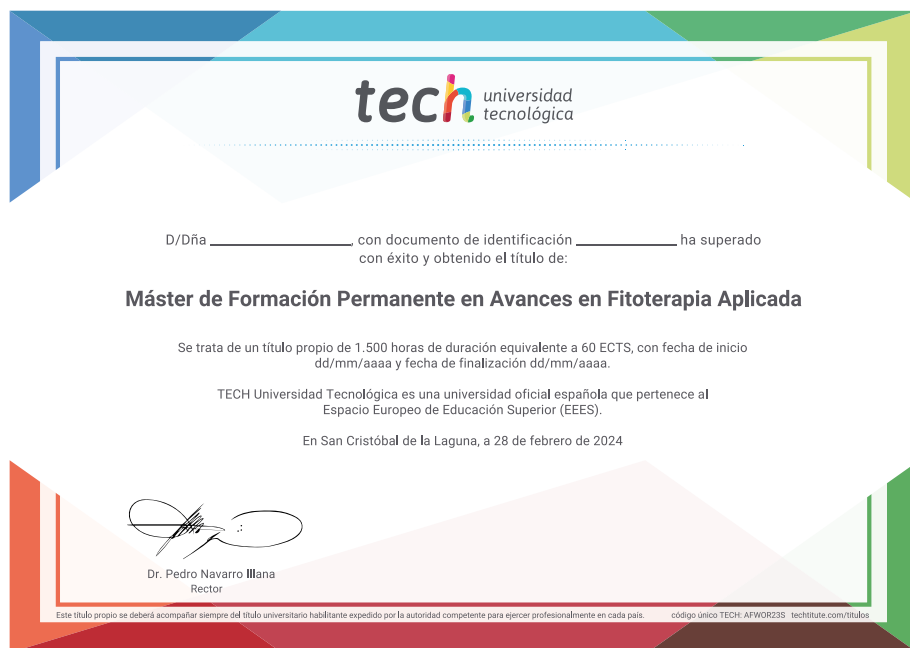 tech universidad
tecnológica
D/Dña ____________________, con documento de identificación ______________ ha superado
con éxito y obtenido el título de:
Máster de Formación Permanente en Avances en Fitoterapia Aplicada
Se trata de un título propio de 1.500 horas de duración equivalente a 60 ECTS, con fecha de inicio
dd/mm/aaaa y fecha de finalización dd/mm/aaaa.
TECH Universidad Tecnológica es una universidad oficial española que pertenece al
Espacio Europeo de Educación Superior (EEES).
En San Cristóbal de la Laguna, a 28 de febrero de 2024
Dr. Pedro Navarro Illana
Rector
Este título propio se deberá acompañar siempre del título universitario habilitante expedido por la autoridad competente para ejercer profesionalmente en cada país. código único TECH: AFWOR23S techtitute.com/titulos